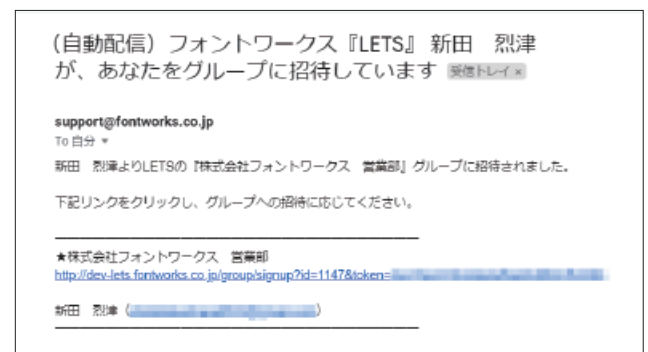 (自動配信) フォントワークス『LETS』 新田 烈津
が、あなたをグループに招待しています 受信トレイ ×
support@fontworks.co.jp
To 自分 ▼
新田 烈津よりLETSの『株式会社フォントワークス 営業部』グループに招待されました。
下記リンクをクリックし、グループへの招待に応じてください。
★株式会社フォントワークス 営業部
http://dev-lets.fontworks.co.jp/group/signup?id=1147&token=
新田 烈津 ( )